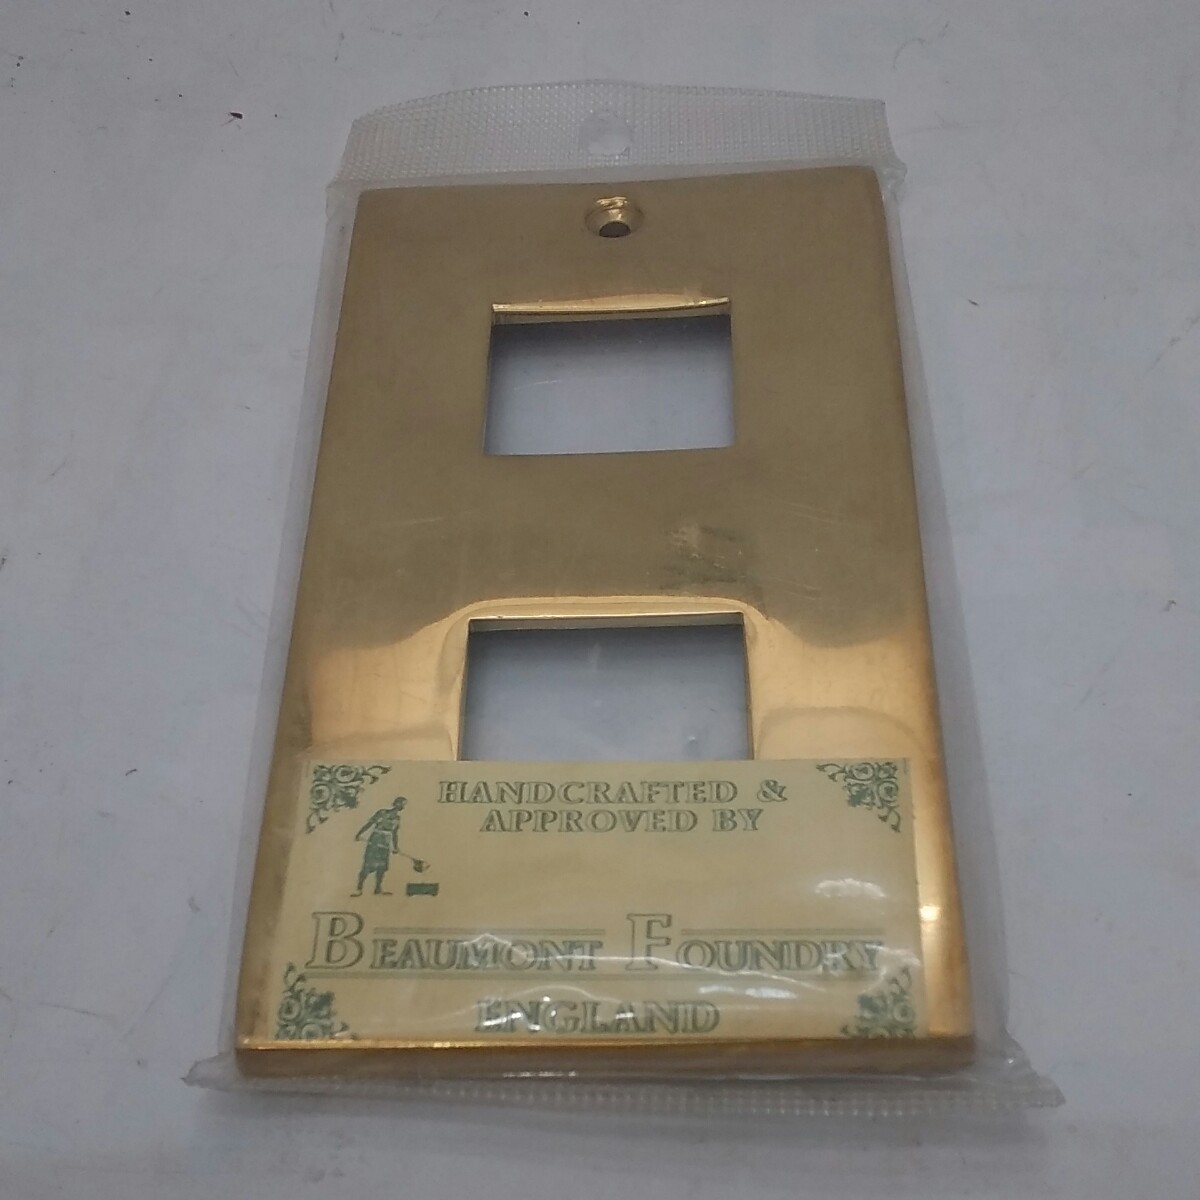 HANDCRAFTED &
APPROVED BY
BEAUMONT FOUNDRY
ENGLAND